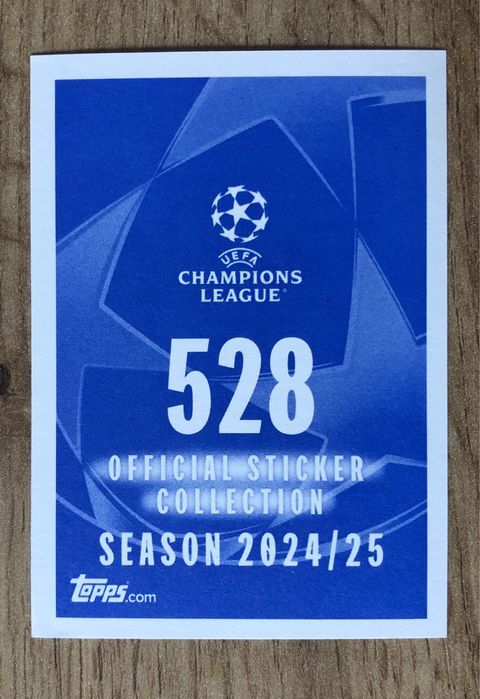 UEFA
CHAMPIONS
LEAGUE®
528
OFFICIAL STICKER
COLLECTION
SEASON 2024/25
Topps.com